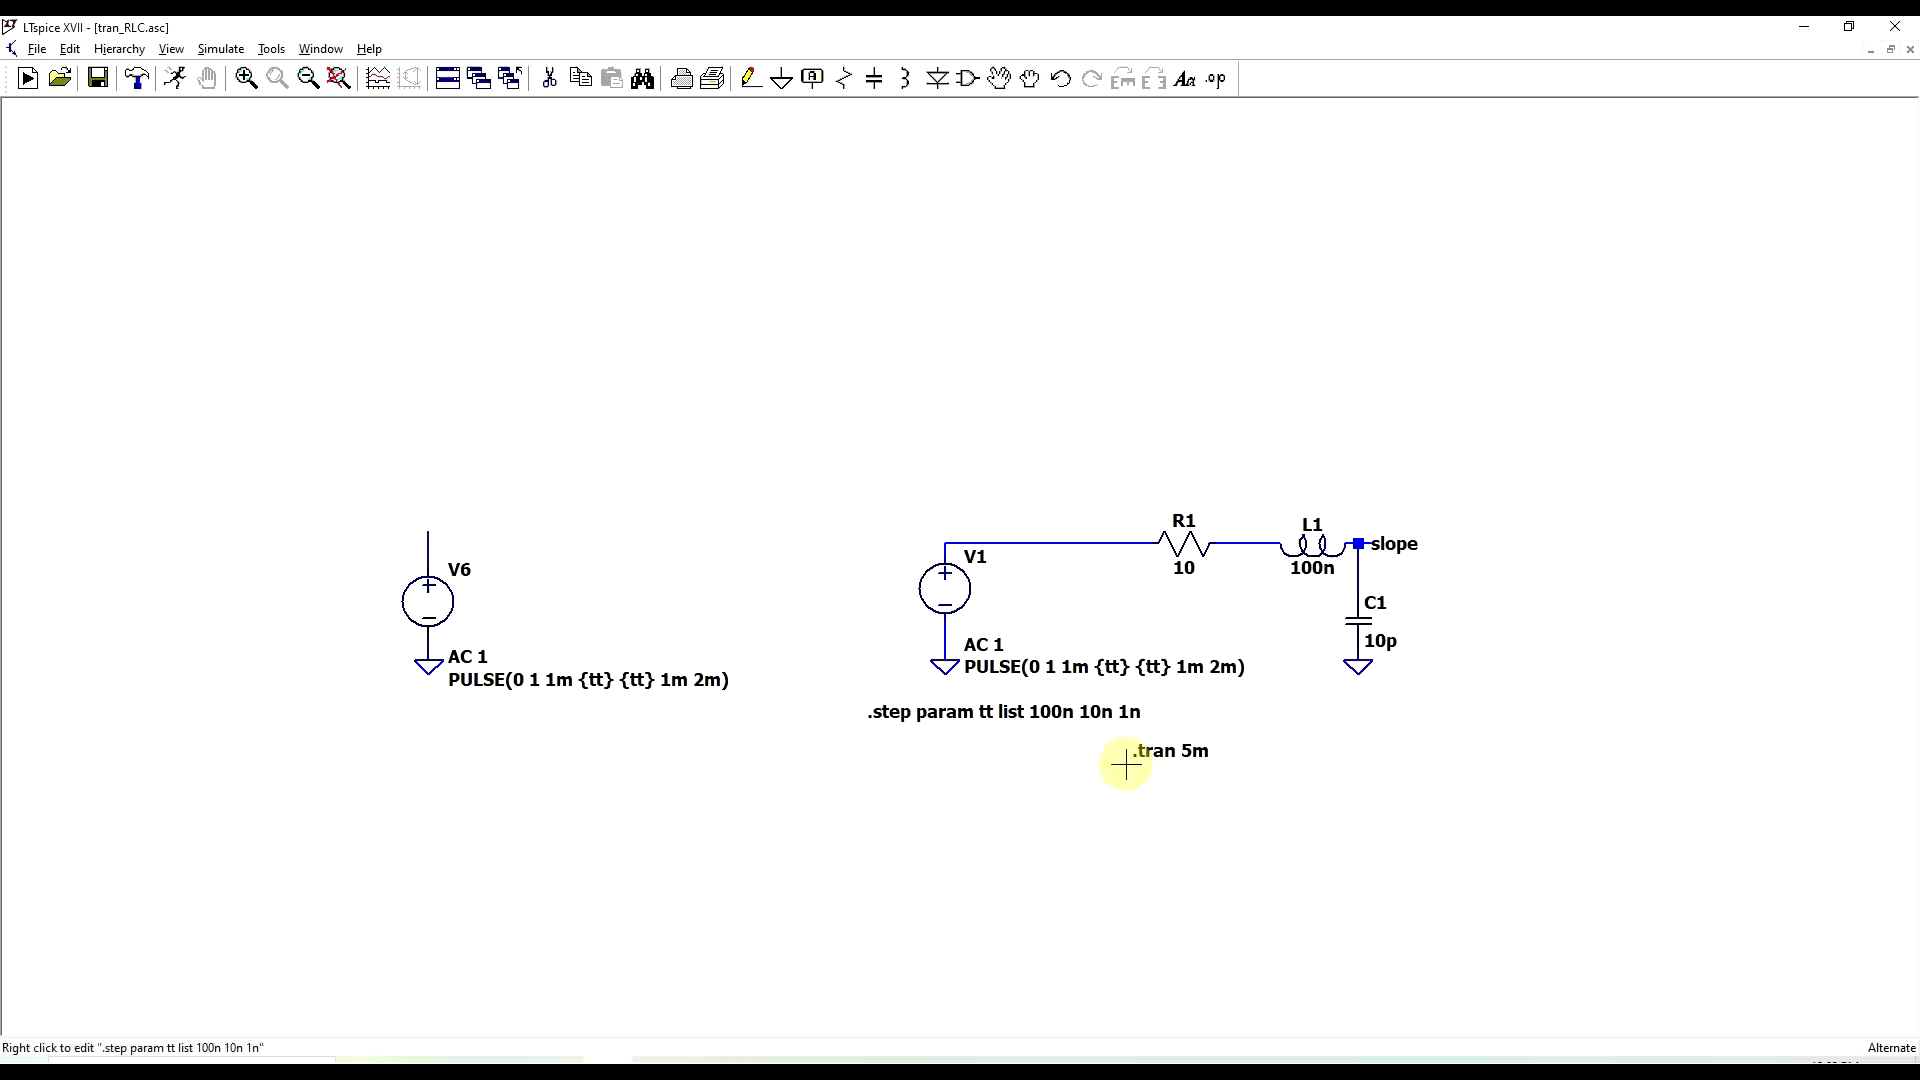 LTspice XVII - [tran_RLC.asc]
File Edit Hierarchy View Simulate Tools Window Help
Aa .op
R1
10
L1
100n
slope
V1
C1
10p
AC 1
PULSE(0 1 1m {tt} {tt} 1m 2m)
V6
AC 1
PULSE(0 1 1m {tt} {tt} 1m 2m)
.step param tt list 100n 10n 1n
.tran 5m
Right click to edit ".step param tt list 100n 10n 1n"
Alternate